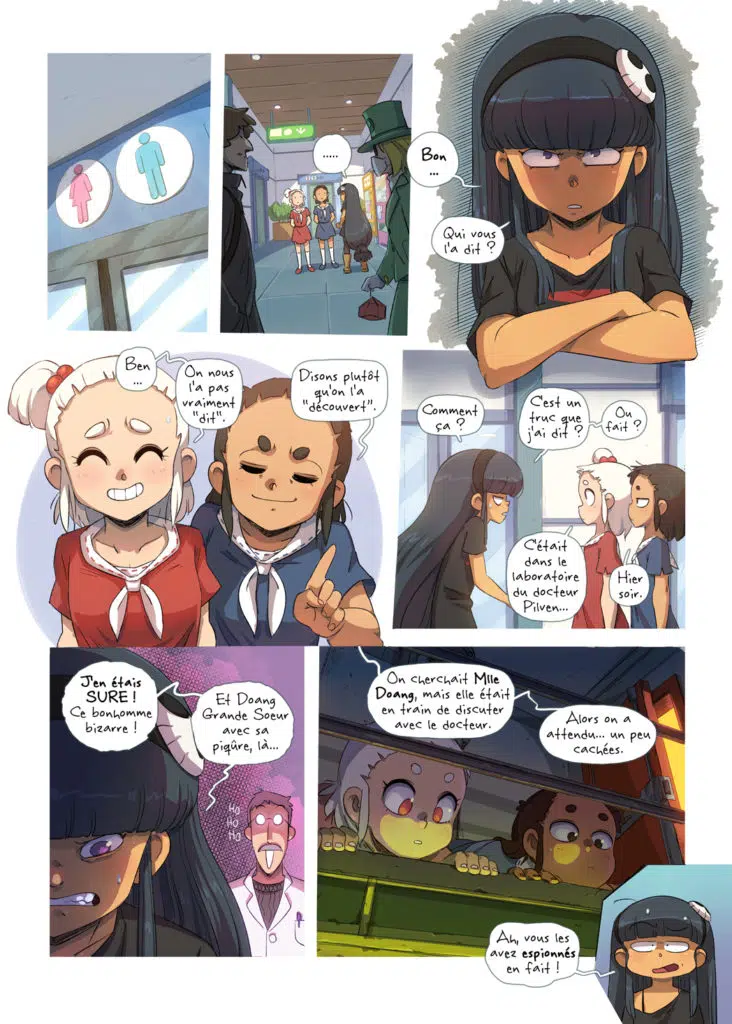 .....
Bon
...
Qui vous
l'a dit ?
Ben
...
On nous
l'a pas
vraiment
"dit".
Disons plutôt
qu'on l'a
"découvert".
Comment
ça ?
C'est un
truc que
j'ai dit ?
Ou
fait ?
C'était
dans le
laboratoire
du docteur
Pilven...
Hier
soir.
J'en étais
SURE !
Ce bonhomme
bizarre !
Et Doang
Grande Soeur
avec sa
piqûre, là...
HO
HO
HO
On cherchait Mlle
Doang, mais elle était
en train de discuter
avec le docteur.
Alors on a
attendu... un peu
cachées.
Ah, vous les
avez espionnés
en fait !